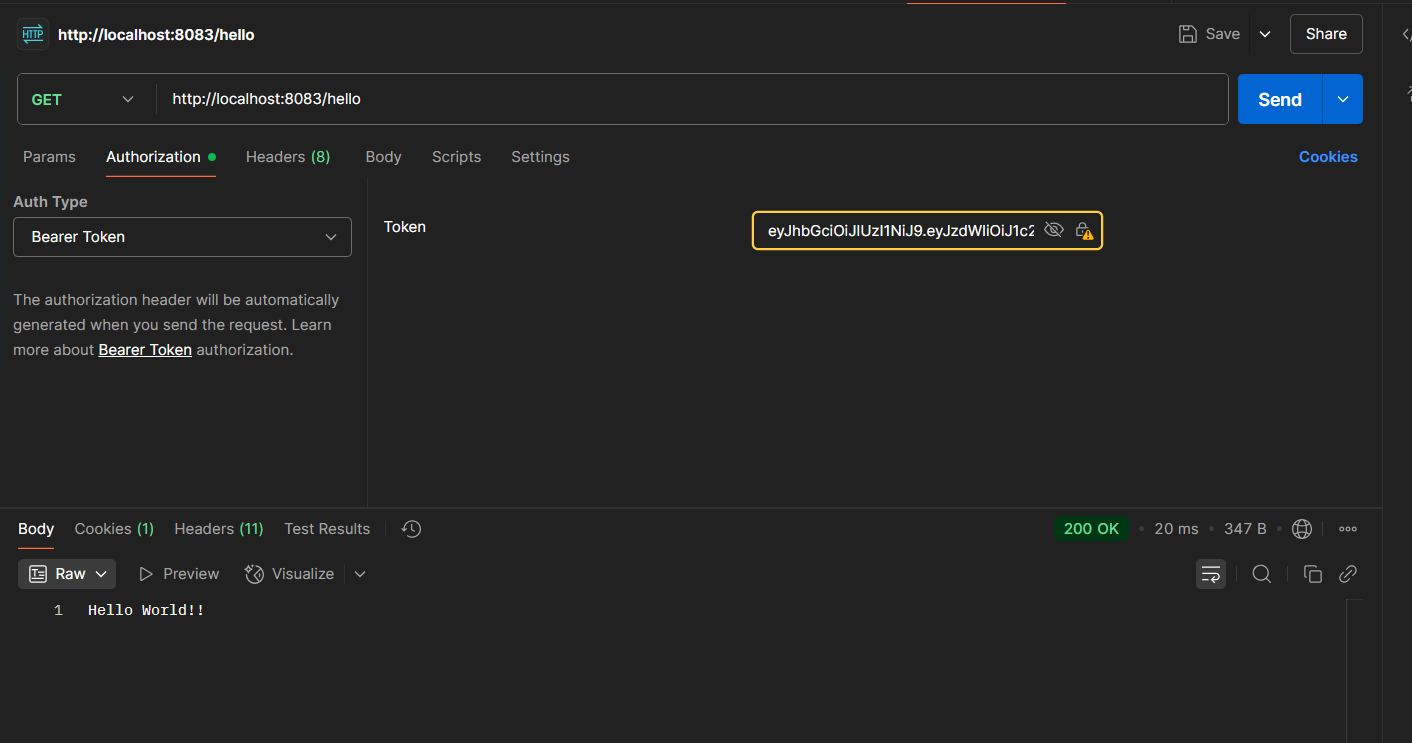 HTTP http://localhost:8083/hello Save Share
GET http://localhost:8083/hello Send
Params Authorization Headers (8) Body Scripts Settings Cookies
Auth Type
Bearer Token
Token eyJhbGciOiJIUzI1NiJ9.eyJzdWIiOiJ1c2
The authorization header will be automatically
generated when you send the request. Learn
more about Bearer Token authorization.
Body Cookies (1) Headers (11) Test Results 200 OK • 20 ms • 347 B •
Raw Preview Visualize
1 Hello World!!